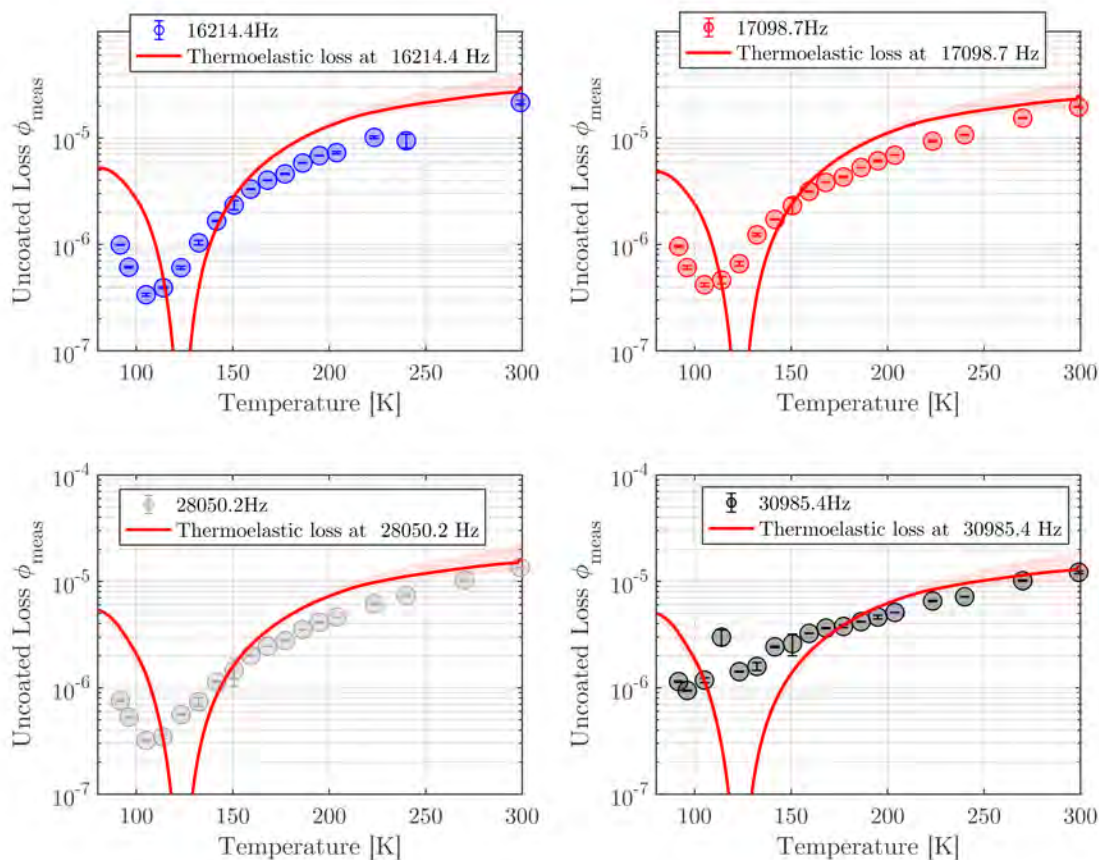 16214.4Hz
Thermoelastic loss at 16214.4 Hz
Uncoated Loss ϕ_meas
10^-5
10^-6
10^-7
100 150 200 250 300
Temperature [K]
17098.7Hz
Thermoelastic loss at 17098.7 Hz
Uncoated Loss ϕ_meas
10^-5
10^-6
10^-7
100 150 200 250 300
Temperature [K]
28050.2Hz
Thermoelastic loss at 28050.2 Hz
Uncoated Loss ϕ_meas
10^-4
10^-5
10^-6
10^-7
100 150 200 250 300
Temperature [K]
30985.4Hz
Thermoelastic loss at 30985.4 Hz
Uncoated Loss ϕ_meas
10^-4
10^-5
10^-6
10^-7
100 150 200 250 300
Temperature [K]